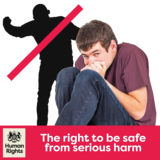 Human
Rights
The right to be safe
from serious harm